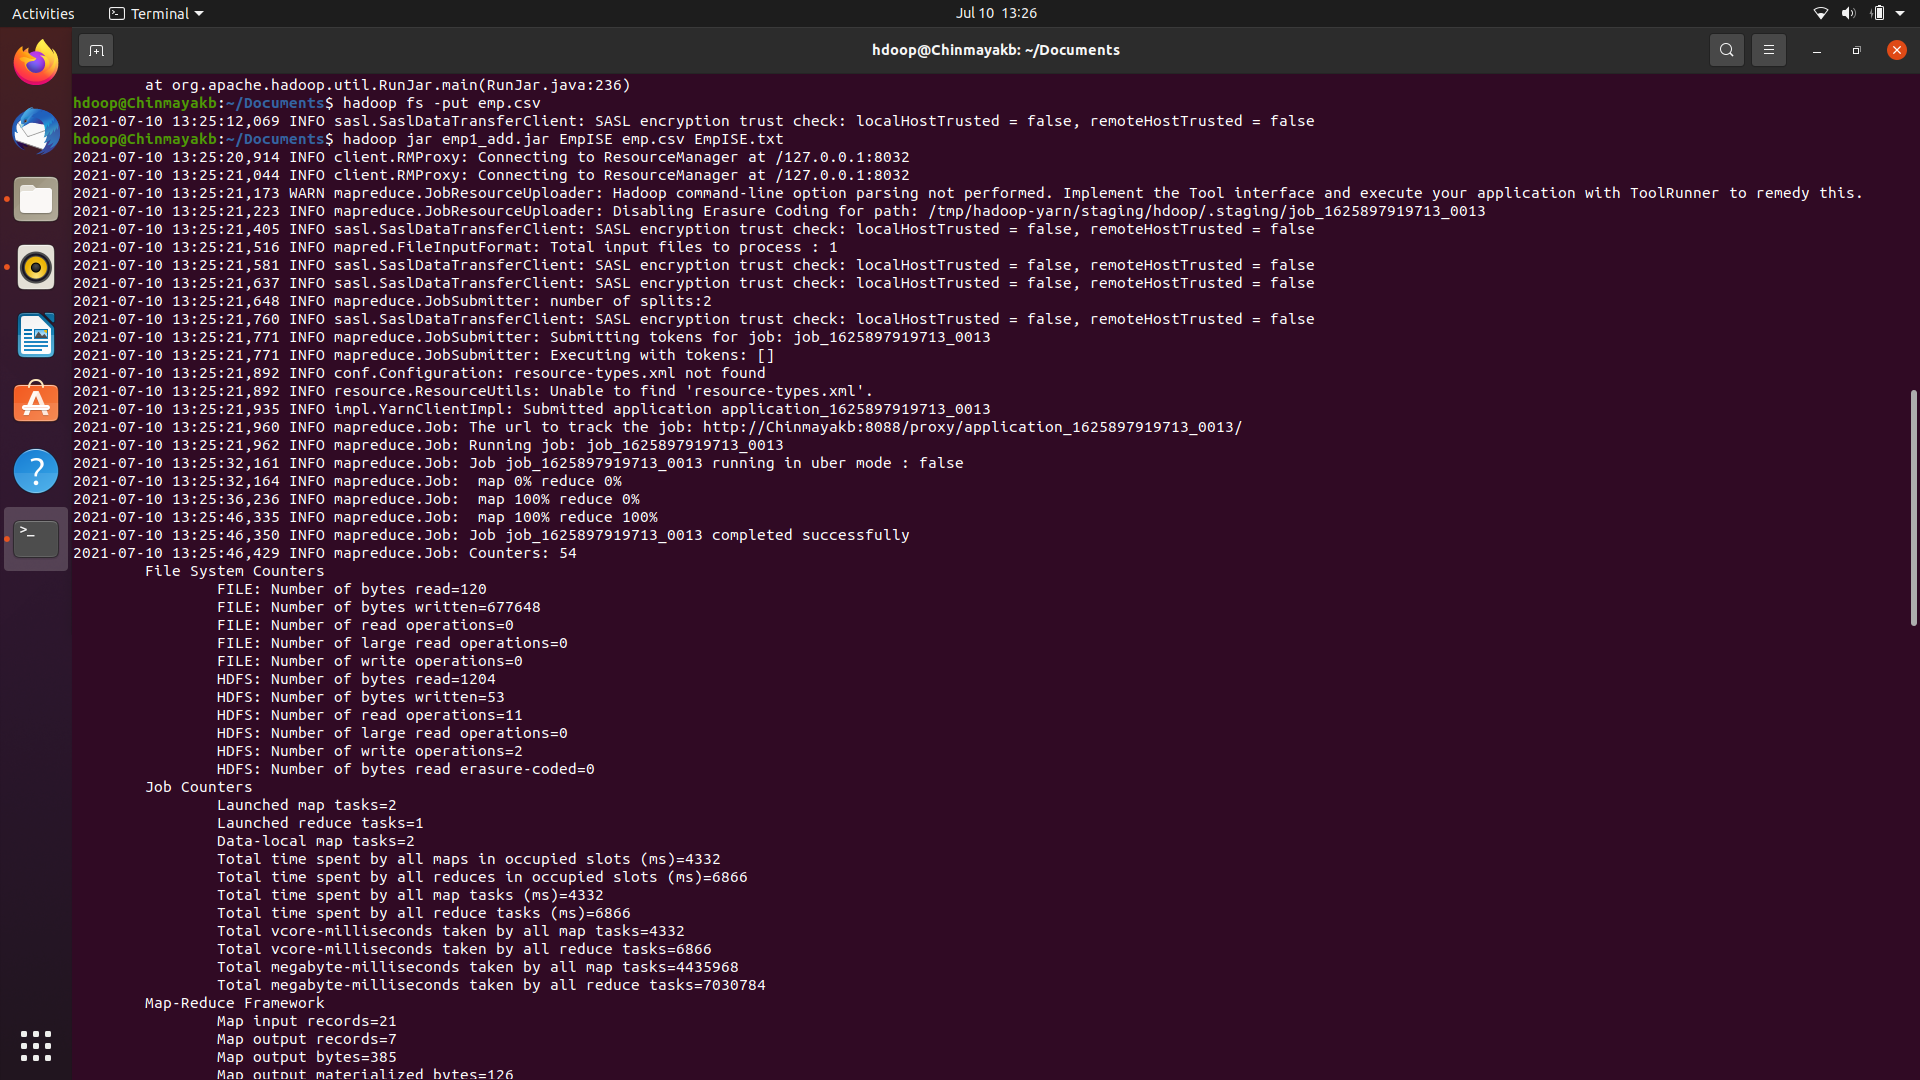 Activities Terminal Jul 10 13:26
hdoop@Chinmayakb: ~/Documents
at org.apache.hadoop.util.RunJar.main(RunJar.java:236)
hdoop@Chinmayakb:~/Documents$ hadoop fs -put emp.csv
2021-07-10 13:25:12,069 INFO sasl.SaslDataTransferClient: SASL encryption trust check: localHostTrusted = false, remoteHostTrusted = false
hdoop@Chinmayakb:~/Documents$ hadoop jar emp1_add.jar EmpISE emp.csv EmpISE.txt
2021-07-10 13:25:20,914 INFO client.RMProxy: Connecting to ResourceManager at /127.0.0.1:8032
2021-07-10 13:25:21,044 INFO client.RMProxy: Connecting to ResourceManager at /127.0.0.1:8032
2021-07-10 13:25:21,173 WARN mapreduce.JobResourceUploader: Hadoop command-line option parsing not performed. Implement the Tool interface and execute your application with ToolRunner to remedy this.
2021-07-10 13:25:21,223 INFO mapreduce.JobResourceUploader: Disabling Erasure Coding for path: /tmp/hadoop-yarn/staging/hdoop/.staging/job_1625897919713_0013
2021-07-10 13:25:21,405 INFO sasl.SaslDataTransferClient: SASL encryption trust check: localHostTrusted = false, remoteHostTrusted = false
2021-07-10 13:25:21,516 INFO mapred.FileInputFormat: Total input files to process : 1
2021-07-10 13:25:21,581 INFO sasl.SaslDataTransferClient: SASL encryption trust check: localHostTrusted = false, remoteHostTrusted = false
2021-07-10 13:25:21,637 INFO sasl.SaslDataTransferClient: SASL encryption trust check: localHostTrusted = false, remoteHostTrusted = false
2021-07-10 13:25:21,648 INFO mapreduce.JobSubmitter: number of splits:2
2021-07-10 13:25:21,760 INFO sasl.SaslDataTransferClient: SASL encryption trust check: localHostTrusted = false, remoteHostTrusted = false
2021-07-10 13:25:21,771 INFO mapreduce.JobSubmitter: Submitting tokens for job: job_1625897919713_0013
2021-07-10 13:25:21,771 INFO mapreduce.JobSubmitter: Executing with tokens: []
2021-07-10 13:25:21,892 INFO conf.Configuration: resource-types.xml not found
2021-07-10 13:25:21,892 INFO resource.ResourceUtils: Unable to find 'resource-types.xml'.
2021-07-10 13:25:21,935 INFO impl.YarnClientImpl: Submitted application application_1625897919713_0013
2021-07-10 13:25:21,960 INFO mapreduce.Job: The url to track the job: http://Chinmayakb:8088/proxy/application_1625897919713_0013/
2021-07-10 13:25:21,962 INFO mapreduce.Job: Running job: job_1625897919713_0013
2021-07-10 13:25:32,161 INFO mapreduce.Job: Job job_1625897919713_0013 running in uber mode : false
2021-07-10 13:25:32,164 INFO mapreduce.Job:  map 0% reduce 0%
2021-07-10 13:25:36,236 INFO mapreduce.Job:  map 100% reduce 0%
2021-07-10 13:25:46,335 INFO mapreduce.Job:  map 100% reduce 100%
2021-07-10 13:25:46,350 INFO mapreduce.Job: Job job_1625897919713_0013 completed successfully
2021-07-10 13:25:46,429 INFO mapreduce.Job: Counters: 54
File System Counters
FILE: Number of bytes read=120
FILE: Number of bytes written=677648
FILE: Number of read operations=0
FILE: Number of large read operations=0
FILE: Number of write operations=0
HDFS: Number of bytes read=1204
HDFS: Number of bytes written=53
HDFS: Number of read operations=11
HDFS: Number of large read operations=0
HDFS: Number of write operations=2
HDFS: Number of bytes read erasure-coded=0
Job Counters
Launched map tasks=2
Launched reduce tasks=1
Data-local map tasks=2
Total time spent by all maps in occupied slots (ms)=4332
Total time spent by all reduces in occupied slots (ms)=6866
Total time spent by all map tasks (ms)=4332
Total time spent by all reduce tasks (ms)=6866
Total vcore-milliseconds taken by all map tasks=4332
Total vcore-milliseconds taken by all reduce tasks=6866
Total megabyte-milliseconds taken by all map tasks=4435968
Total megabyte-milliseconds taken by all reduce tasks=7030784
Map-Reduce Framework
Map input records=21
Map output records=7
Map output bytes=385
Map output materialized bytes=126